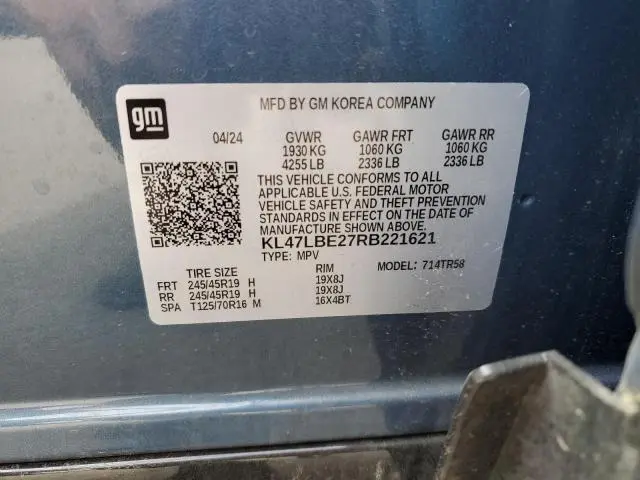 gm
MFD BY GM KOREA COMPANY
04/24 GVWR GAWR FRT GAWR RR
1930 KG 1060 KG 1060 KG
4255 LB 2336 LB 2336 LB
THIS VEHICLE CONFORMS TO ALL
APPLICABLE U.S. FEDERAL MOTOR
VEHICLE SAFETY AND THEFT PREVENTION
STANDARDS IN EFFECT ON THE DATE OF
MANUFACTURE SHOWN ABOVE.
KL47LBE27RB221621
TYPE: MPV MODEL: 714TR58
TIRE SIZE RIM
FRT 245/45R19 H 19X8J
RR 245/45R19 H 19X8J
SPA T125/70R16 M 16X4BT